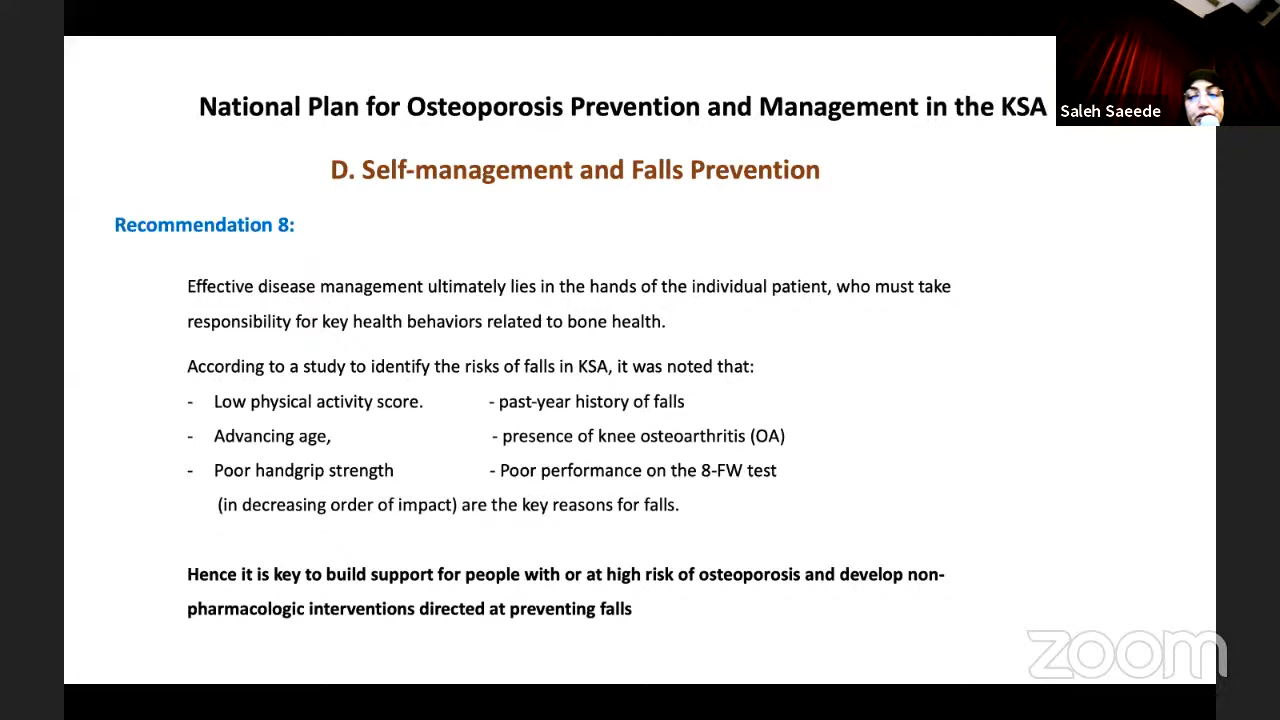 National Plan for Osteoporosis Prevention and Management in the KSA
Saleh Saeede
D. Self-management and Falls Prevention
Recommendation 8:
Effective disease management ultimately lies in the hands of the individual patient, who must take
responsibility for key health behaviors related to bone health.
According to a study to identify the risks of falls in KSA, it was noted that:
- Low physical activity score. - past-year history of falls
- Advancing age, - presence of knee osteoarthritis (OA)
- Poor handgrip strength - Poor performance on the 8-FW test
(in decreasing order of impact) are the key reasons for falls.
Hence it is key to build support for people with or at high risk of osteoporosis and develop non-
pharmacologic interventions directed at preventing falls
zoom